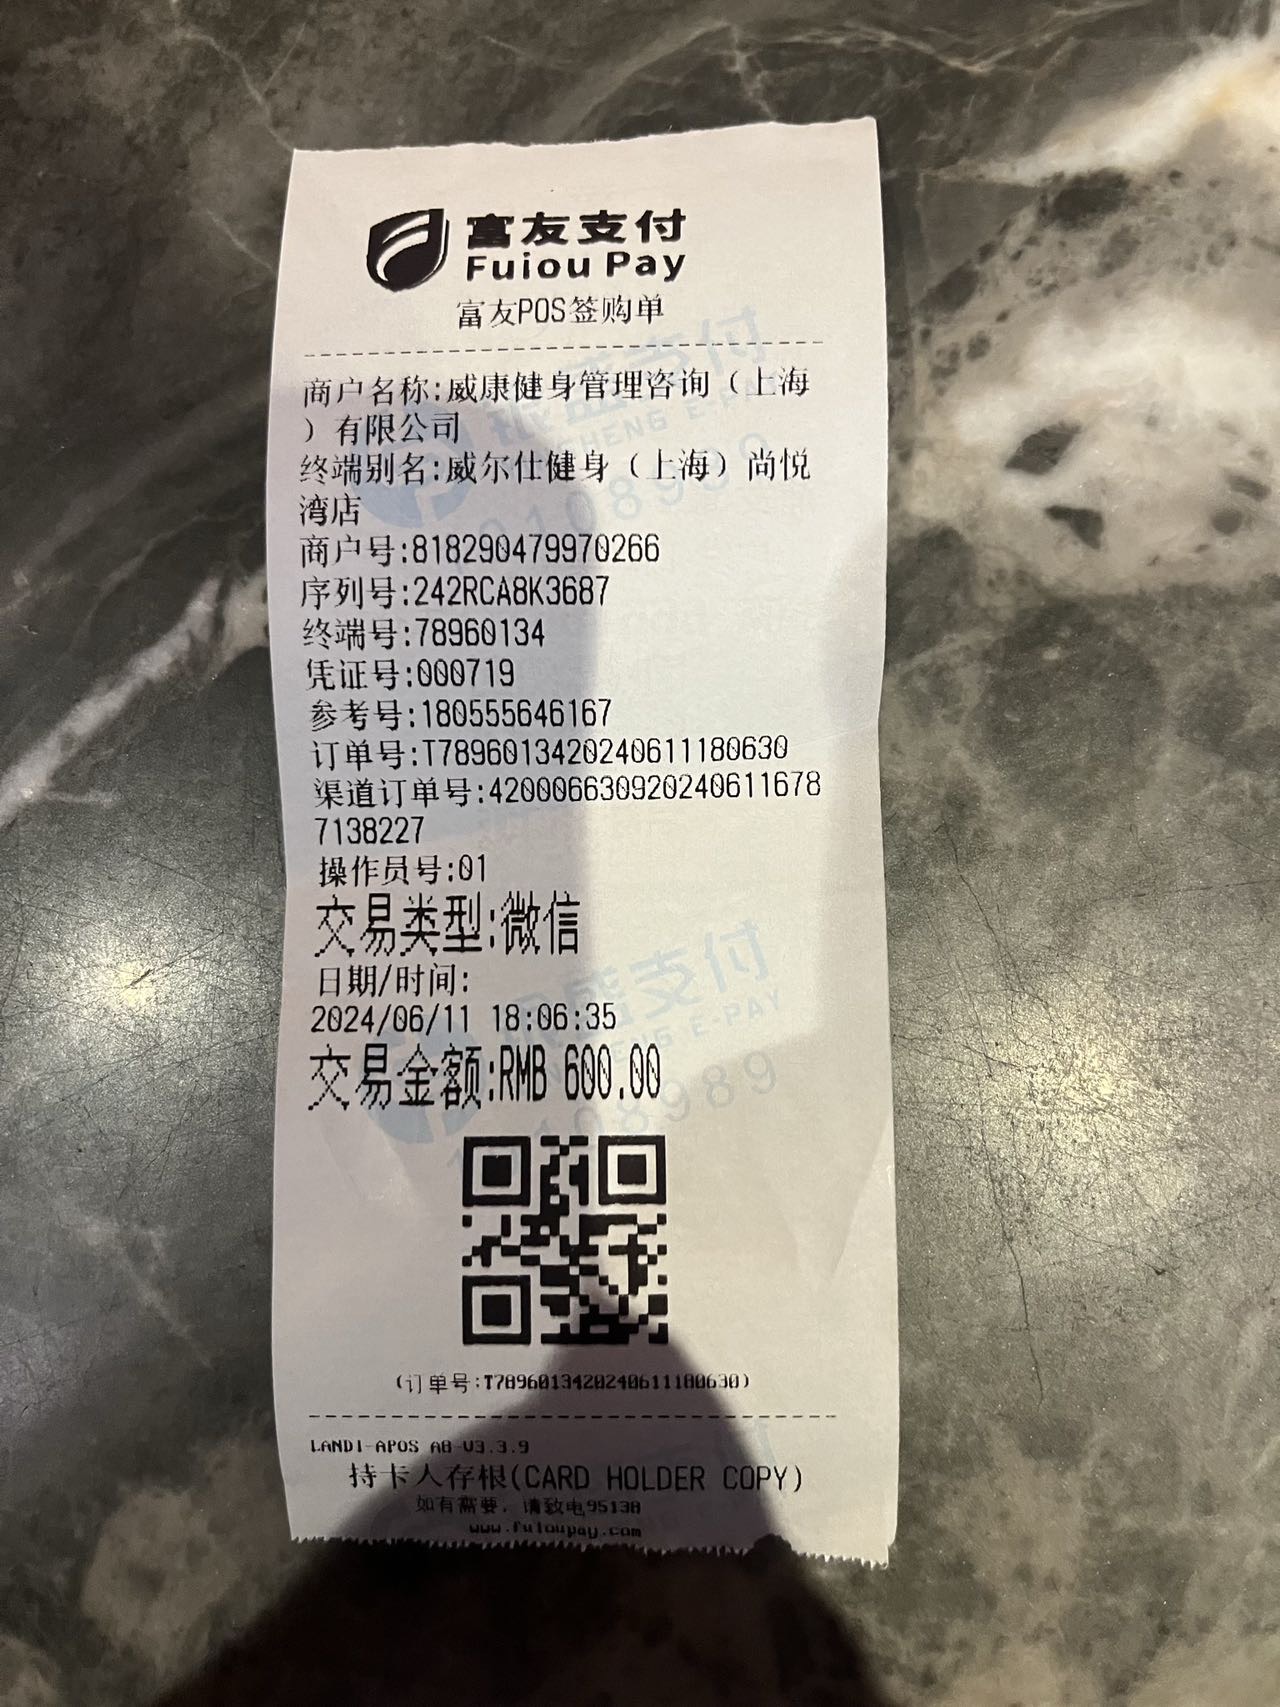 富友支付
Fuiou Pay
富友POS签购单
商户名称:威康健身管理咨询（上海
）有限公司
终端别名:威尔仕健身（上海）尚悦
湾店
商户号:818290479970266
序列号:242RCA8K3687
终端号:78960134
凭证号:000719
参考号:180555646167
订单号:T7896013420240611180630
渠道订单号:420006630920240611678
7138227
操作员号:01
交易类型:微信
日期/时间:
2024/06/11 18:06:35
交易金额:RMB 600.00
(订单号:T7896013420240611180630)
LANDI-APOS A8-V3.3.9
持卡人存根(CARD HOLDER COPY)
如有需要，请致电95138
www.fuioupay.com